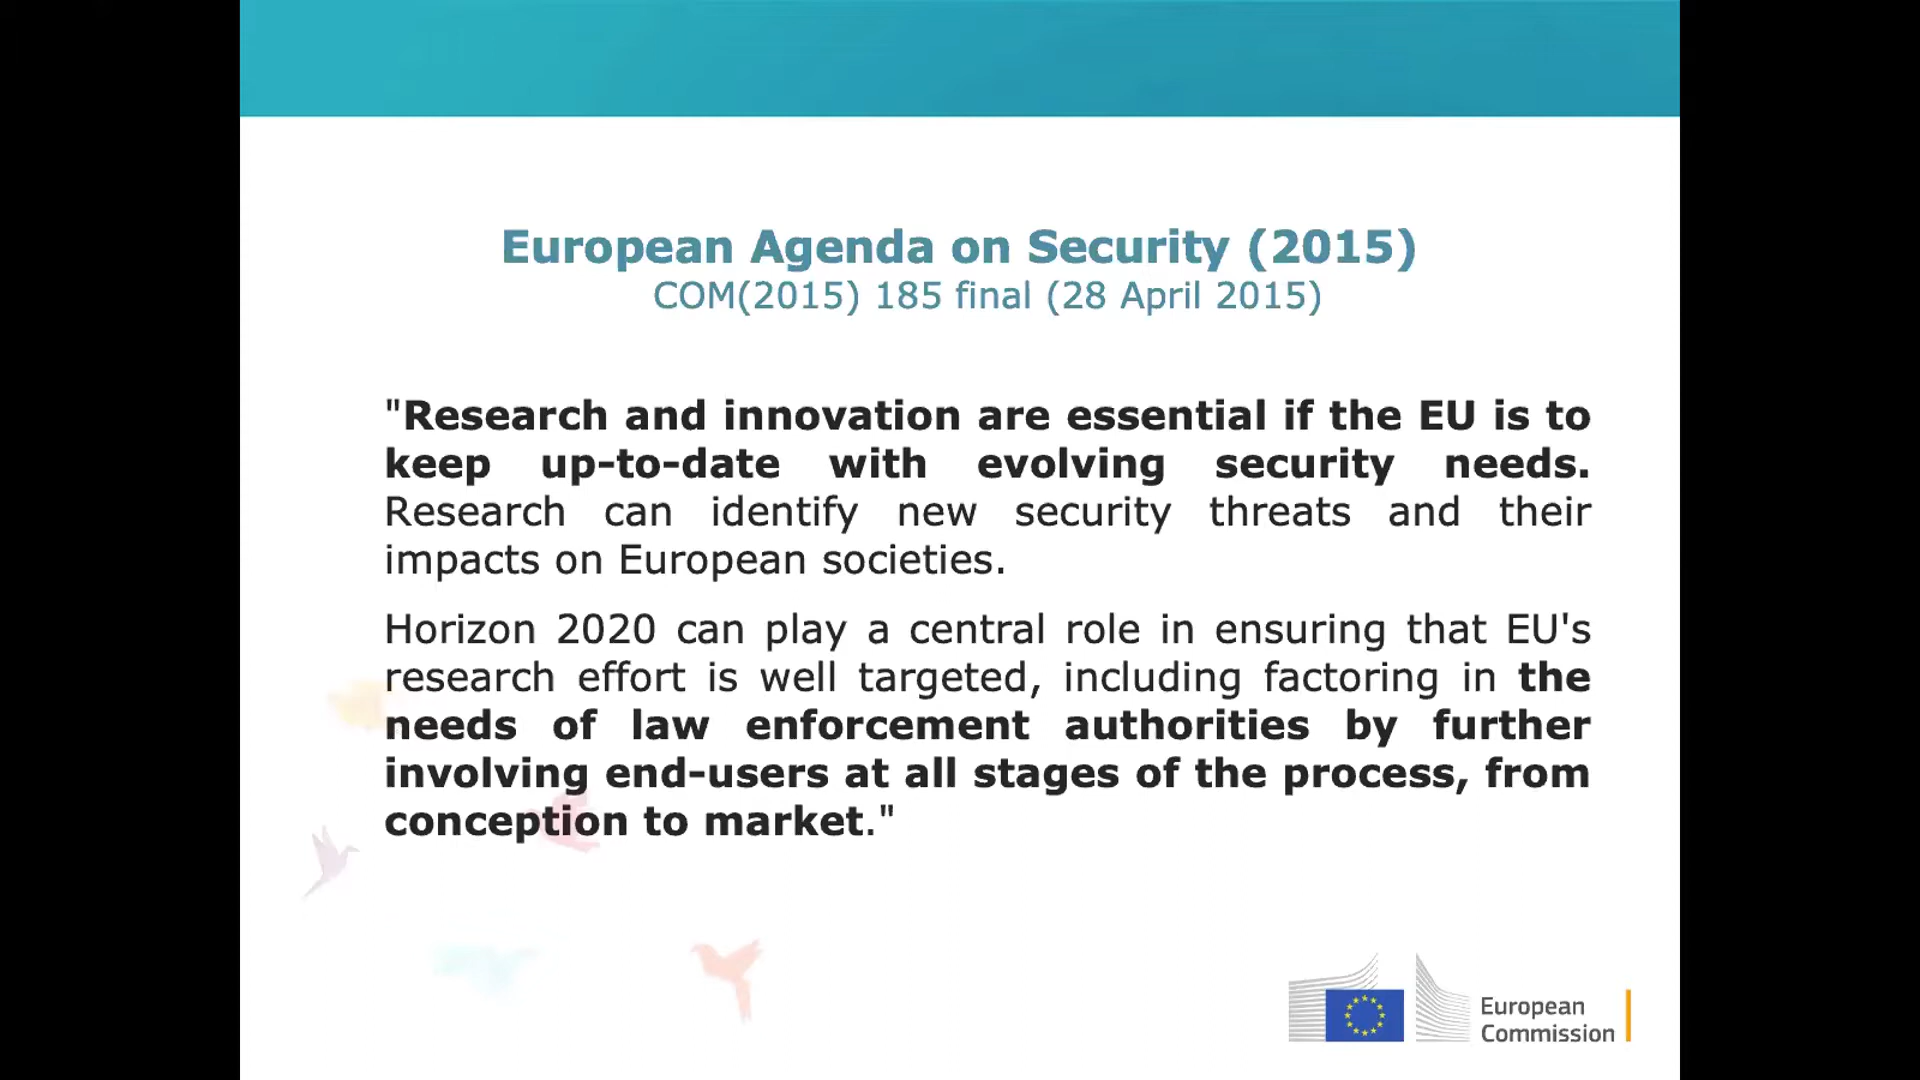 European Agenda on Security (2015)
COM(2015) 185 final (28 April 2015)
"Research and innovation are essential if the EU is to
keep up-to-date with evolving security needs.
Research can identify new security threats and their
impacts on European societies.
Horizon 2020 can play a central role in ensuring that EU's
research effort is well targeted, including factoring in the
needs of law enforcement authorities by further
involving end-users at all stages of the process, from
conception to market."
European
Commission